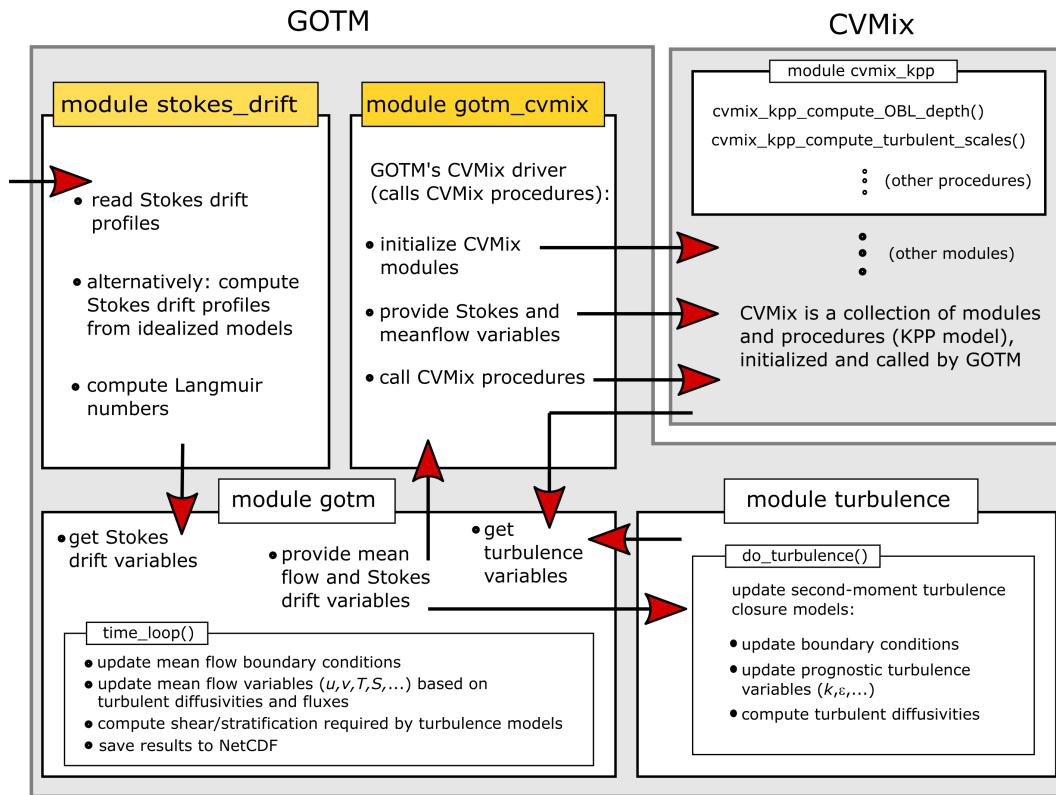 GOTM
CVMix
module stokes_drift
read Stokes drift
profiles
alternatively: compute
Stokes drift profiles
from idealized models
compute Langmuir
numbers
module gotm_cvmix
GOTM's CVMix driver
(calls CVMix procedures):
initialize CVMix
modules
provide Stokes and
meanflow variables
call CVMix procedures
module cvmix_kpp
cvmix_kpp_compute_OBL_depth()
cvmix_kpp_compute_turbulent_scales()
(other procedures)
(other modules)
CVMix is a collection of modules
and procedures (KPP model),
initialized and called by GOTM
module gotm
get Stokes
drift variables
provide mean
flow and Stokes
drift variables
get
turbulence
variables
time_loop()
update mean flow boundary conditions
update mean flow variables (u,v,T,S,...) based on
turbulent diffusivities and fluxes
compute shear/stratification required by turbulence models
save results to NetCDF
module turbulence
do_turbulence()
update second-moment turbulence
closure models:
update boundary conditions
update prognostic turbulence
variables (k,ε,...)
compute turbulent diffusivities